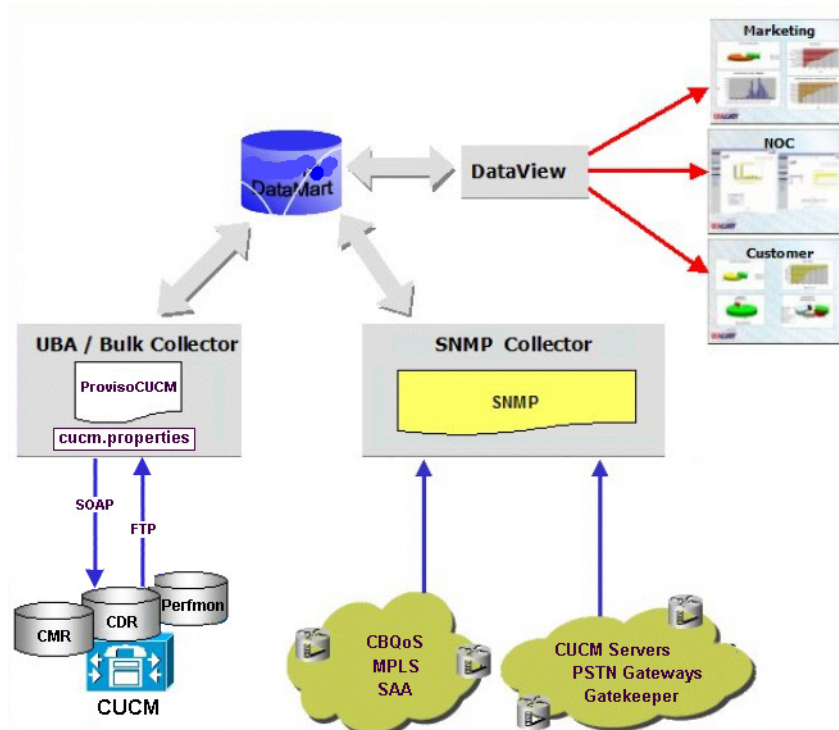 Marketing
NOC
DataMart
DataView
Customer
UBA / Bulk Collector
ProvisoCUCM
cucm.properties
SNMP Collector
SNMP
SOAP
FTP
CMR
CDR
Perfmon
CUCM
CBQoS
MPLS
SAA
CUCM Servers
PSTN Gateways
Gatekeeper